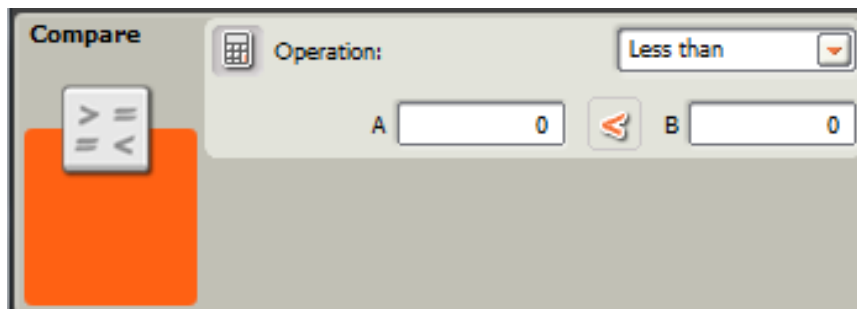 Compare
Operation: Less than
> =
= <
A 0 < B 0